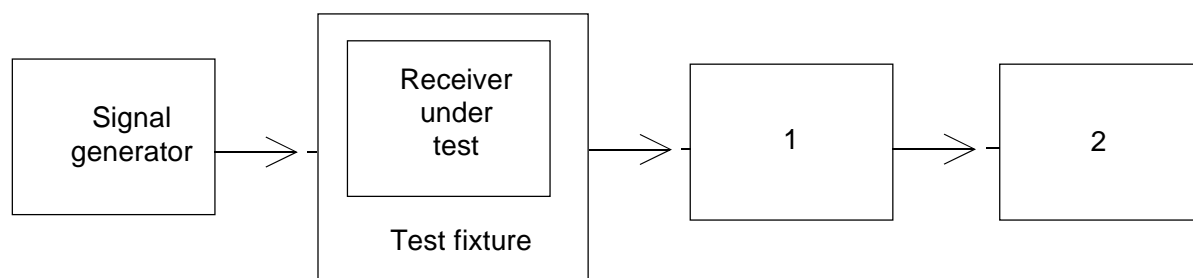 Signal
generator
Receiver
under
test
Test fixture
1
2